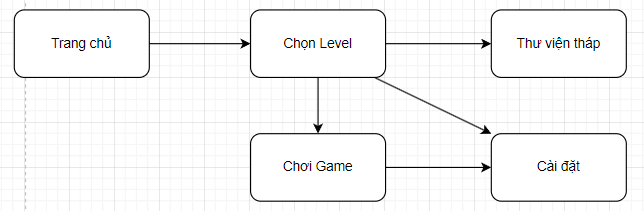 Trang chủ
Chọn Level
Thư viện tháp
Chơi Game
Cài đặt